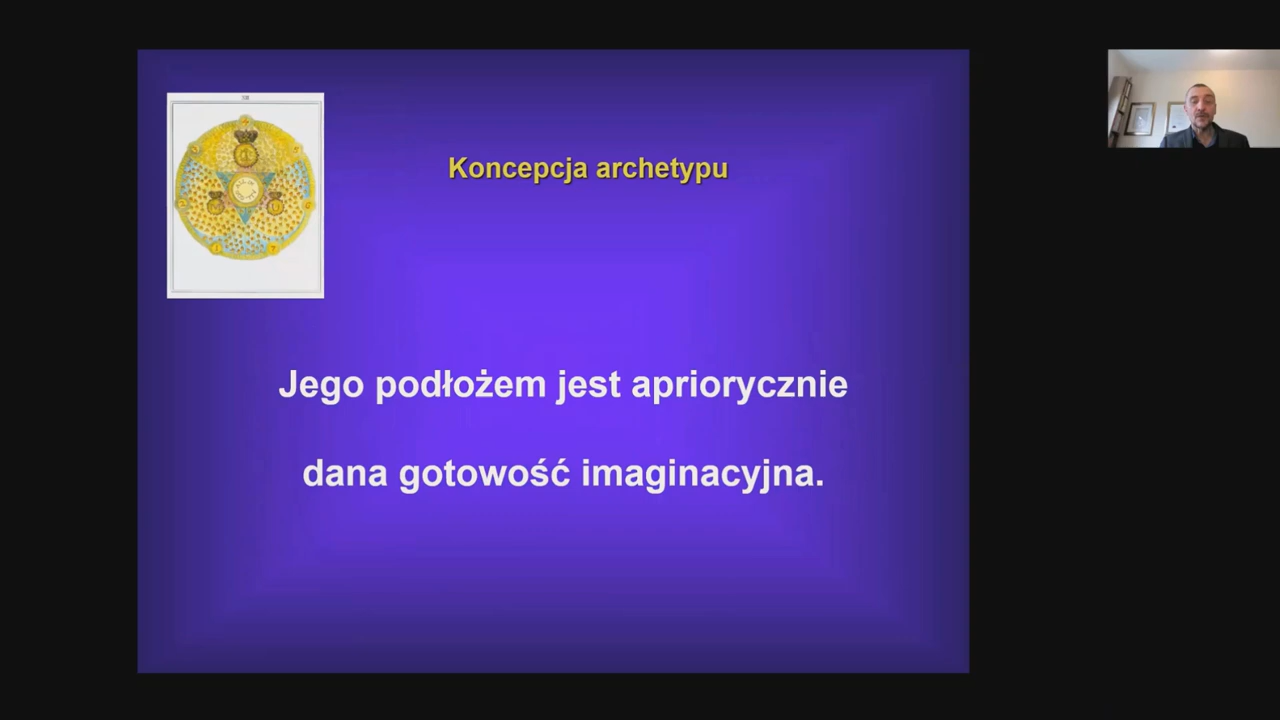 Koncepcja archetypu
Jego podłożem jest apriorycznie
dana gotowość imaginacyjna.